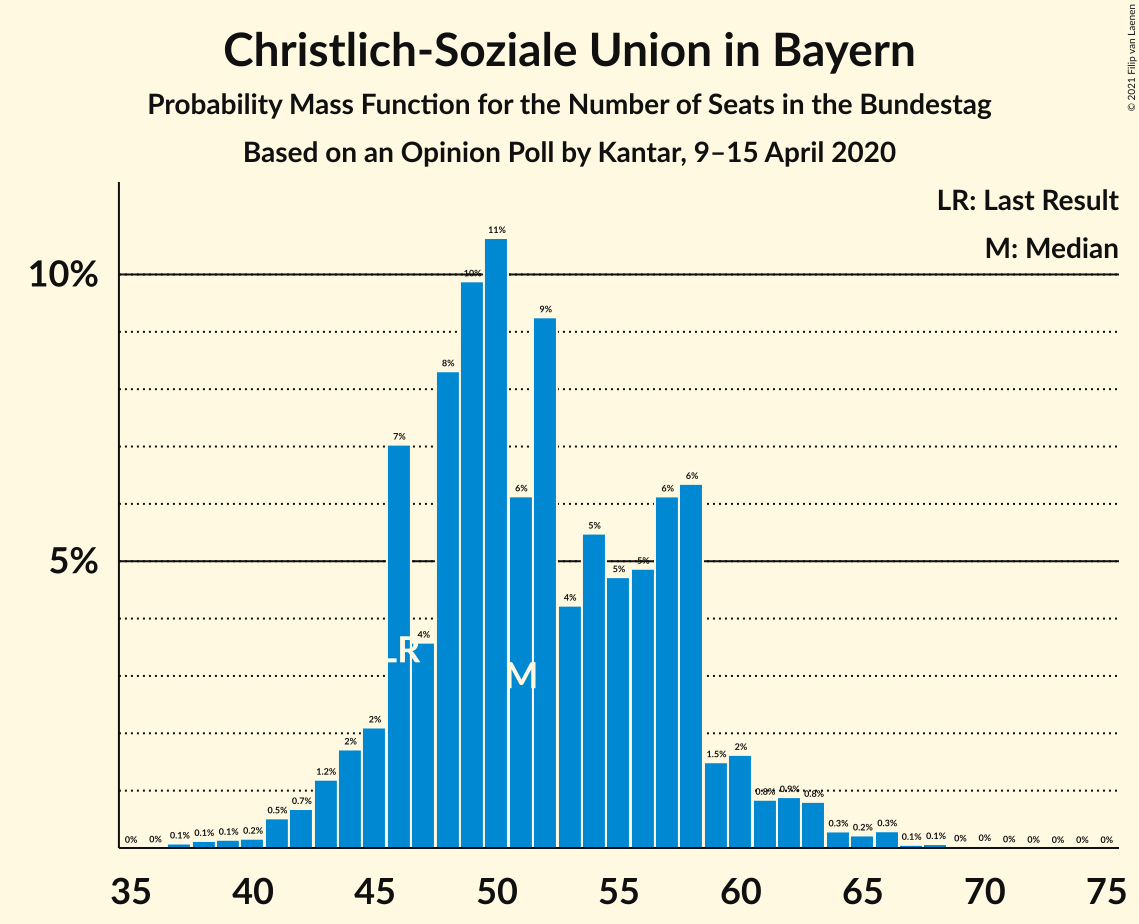 Christlich-Soziale Union in Bayern
Probability Mass Function for the Number of Seats in the Bundestag
Based on an Opinion Poll by Kantar, 9–15 April 2020
© 2021 Filip van Laenen
LR: Last Result
M: Median
10%
5%
0% 0% 0.1% 0.1% 0.1% 0.2% 0.5% 0.7% 1.2% 2% 2% 7% 4% 8% 10% 11% 6% 9% 4% 5% 5% 5% 6% 6% 1.5% 2% 0.8% 0.9% 0.8% 0.3% 0.2% 0.3% 0.1% 0.1% 0% 0% 0% 0% 0% 0% 0%
LR
M
35 40 45 50 55 60 65 70 75